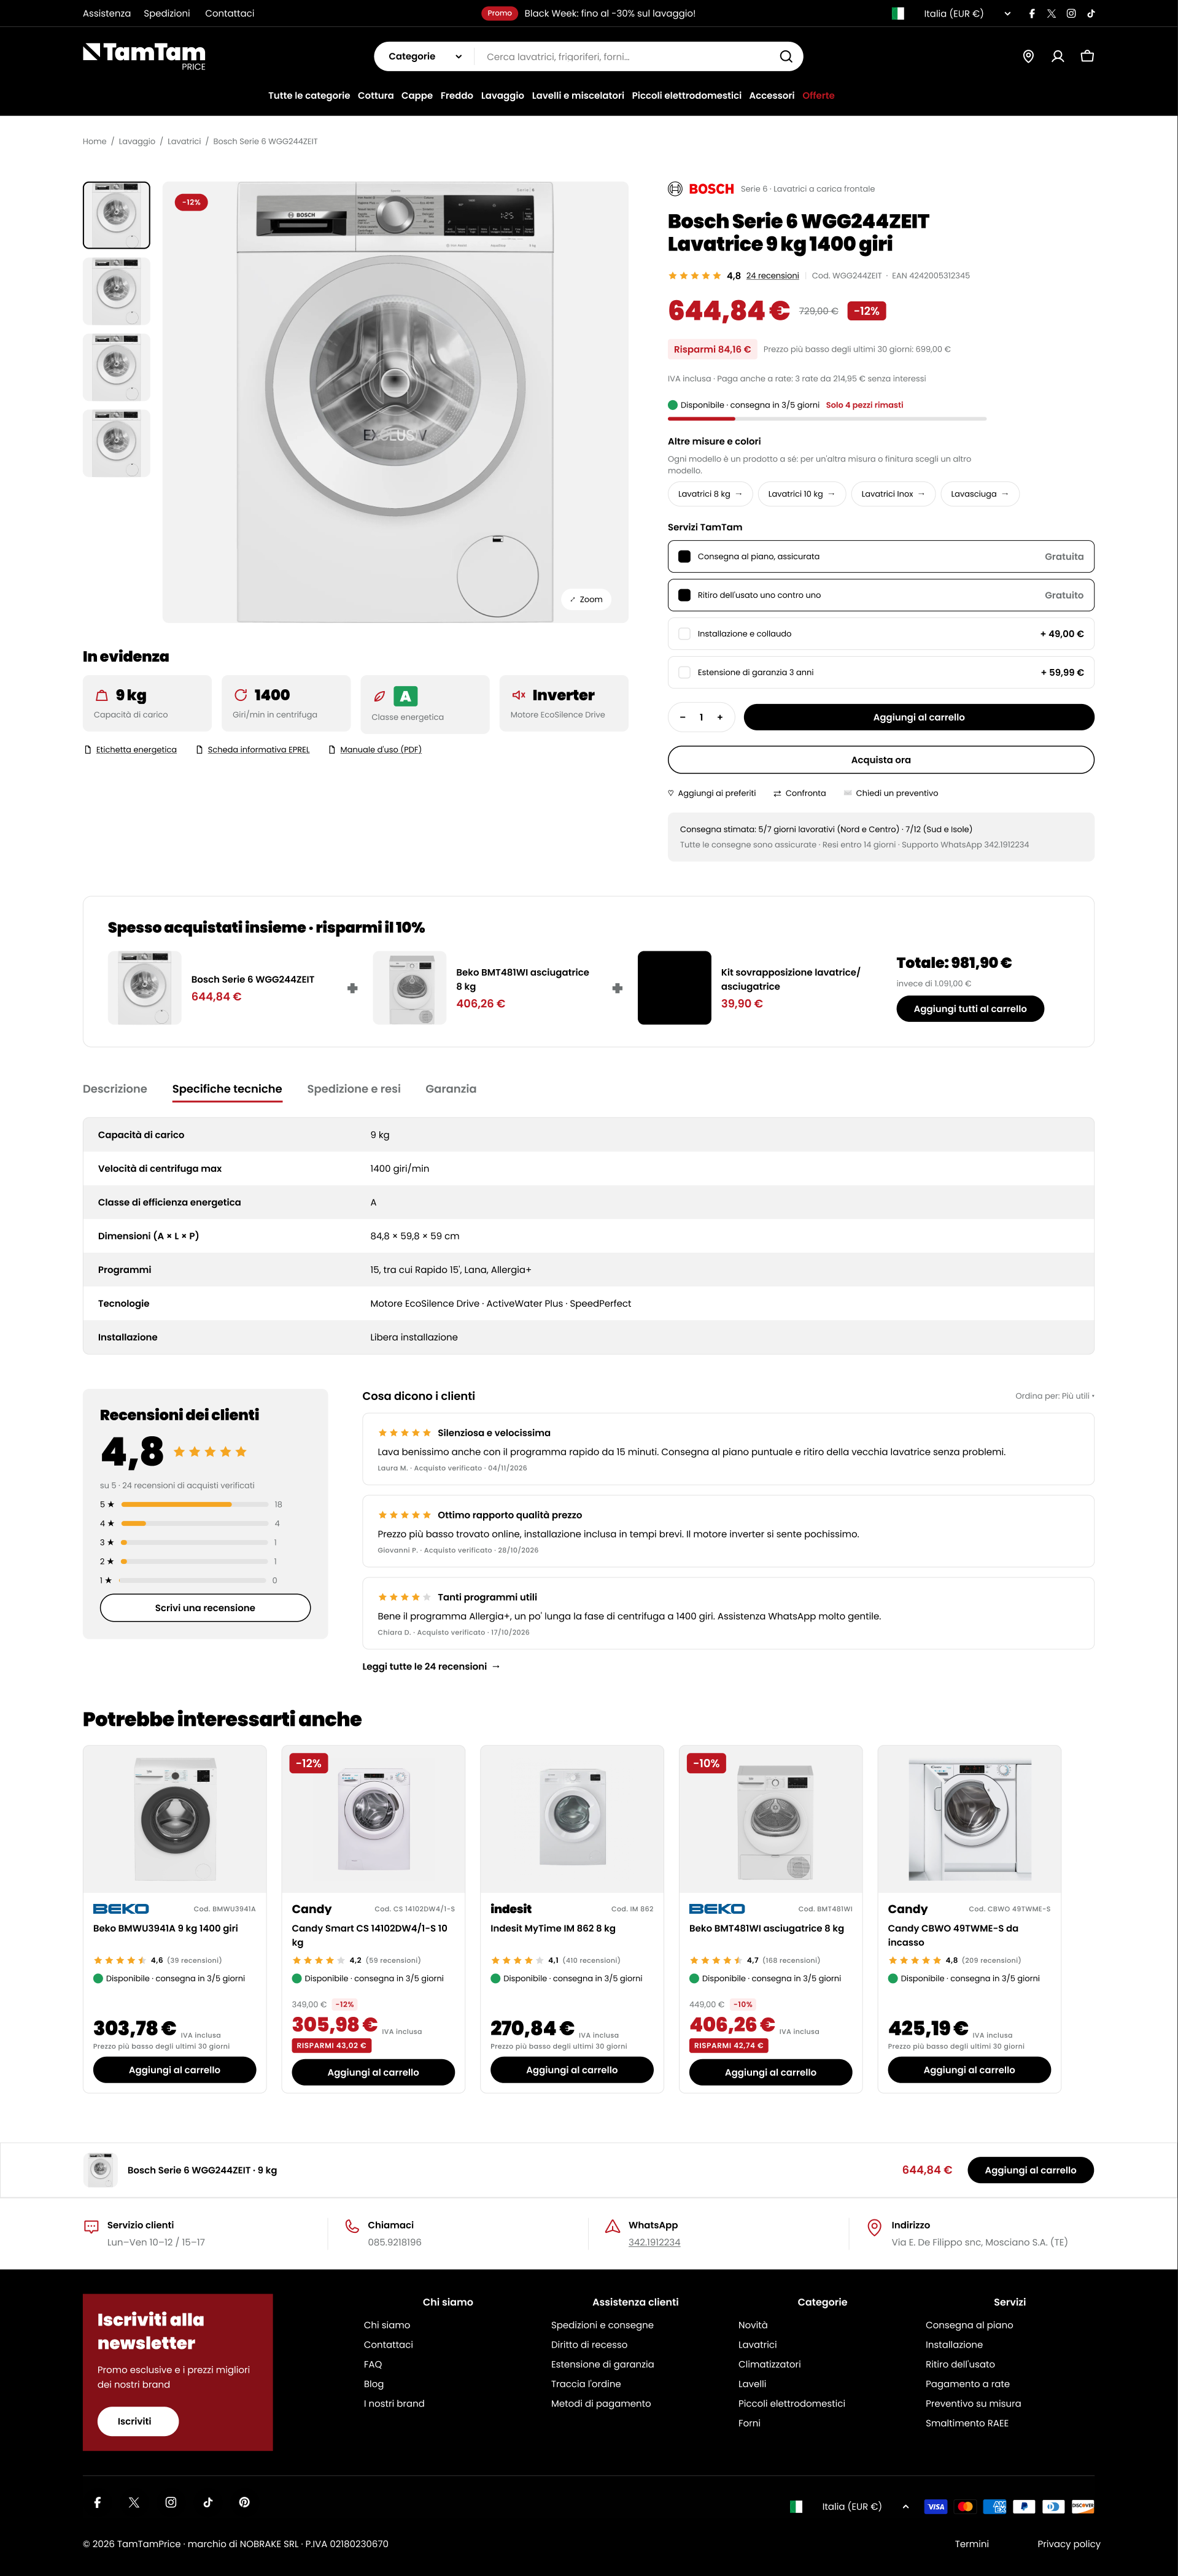 Assistenza Spedizioni Contattaci
Promo Black Week: fino al -30% sul lavaggio!
Italia (EUR €)
TamTam
PRICE
Categorie
Cerca lavatrici, frigoriferi, forni...
Tutte le categorie Cottura Cappe Freddo Lavaggio Lavelli e miscelatori Piccoli elettrodomestici Accessori Offerte
Home / Lavaggio / Lavatrici / Bosch Serie 6 WGG244ZEIT
-12%
BOSCH
1:25
EXCLUSIV
Zoom
BOSCH Serie 6 · Lavatrici a carica frontale
Bosch Serie 6 WGG244ZEIT
Lavatrice 9 kg 1400 giri
4,8 24 recensioni Cod. WGG244ZEIT · EAN 4242005312345
644,84 € 729,00 € -12%
Risparmi 84,16 € Prezzo più basso degli ultimi 30 giorni: 699,00 €
IVA inclusa · Paga anche a rate: 3 rate da 214,95 € senza interessi
Disponibile · consegna in 3/5 giorni Solo 4 pezzi rimasti
Altre misure e colori
Ogni modello è un prodotto a sé: per un'altra misura o finitura scegli un altro
modello.
Lavatrici 8 kg → Lavatrici 10 kg → Lavatrici Inox → Lavasciuga →
Servizi TamTam
Consegna al piano, assicurata Gratuita
Ritiro dell'usato uno contro uno Gratuito
Installazione e collaudo + 49,00 €
Estensione di garanzia 3 anni + 59,99 €
− 1 + Aggiungi al carrello
Acquista ora
Aggiungi ai preferiti Confronta Chiedi un preventivo
Consegna stimata: 5/7 giorni lavorativi (Nord e Centro) · 7/12 (Sud e Isole)
Tutte le consegne sono assicurate · Resi entro 14 giorni · Supporto WhatsApp 342.1912234
In evidenza
9 kg
Capacità di carico
1400
Giri/min in centrifuga
A
Classe energetica
Inverter
Motore EcoSilence Drive
Etichetta energetica Scheda informativa EPREL Manuale d'uso (PDF)
Spesso acquistati insieme · risparmi il 10%
Bosch Serie 6 WGG244ZEIT
644,84 €
+
Beko BMT481WI asciugatrice
8 kg
406,26 €
+
Kit sovrapposizione lavatrice/
asciugatrice
39,90 €
Totale: 981,90 €
invece di 1.091,00 €
Aggiungi tutti al carrello
Descrizione Specifiche tecniche Spedizione e resi Garanzia
Capacità di carico 9 kg
Velocità di centrifuga max 1400 giri/min
Classe di efficienza energetica A
Dimensioni (A × L × P) 84,8 × 59,8 × 59 cm
Programmi 15, tra cui Rapido 15', Lana, Allergia+
Tecnologie Motore EcoSilence Drive · ActiveWater Plus · SpeedPerfect
Installazione Libera installazione
Recensioni dei clienti
4,8
su 5 · 24 recensioni di acquisti verificati
5 ★ 18
4 ★ 4
3 ★ 1
2 ★ 1
1 ★ 0
Scrivi una recensione
Cosa dicono i clienti Ordina per: Più utili
Silenziosa e velocissima
Lava benissimo anche con il programma rapido da 15 minuti. Consegna al piano puntuale e ritiro della vecchia lavatrice senza problemi.
Laura M. · Acquisto verificato · 04/11/2026
Ottimo rapporto qualità prezzo
Prezzo più basso trovato online, installazione inclusa in tempi brevi. Il motore inverter si sente pochissimo.
Giovanni P. · Acquisto verificato · 28/10/2026
Tanti programmi utili
Bene il programma Allergia+, un po' lunga la fase di centrifuga a 1400 giri. Assistenza WhatsApp molto gentile.
Chiara D. · Acquisto verificato · 17/10/2026
Leggi tutte le 24 recensioni →
Potrebbe interessarti anche
BEKO Cod. BMWU3941A
Beko BMWU3941A 9 kg 1400 giri
4,6 (39 recensioni)
Disponibile · consegna in 3/5 giorni
303,78 € IVA inclusa
Prezzo più basso degli ultimi 30 giorni
Aggiungi al carrello
-12%
Candy Cod. CS 14102DW4/1-S
Candy Smart CS 14102DW4/1-S 10
kg
4,2 (59 recensioni)
Disponibile · consegna in 3/5 giorni
349,00 € -12%
305,98 € IVA inclusa
RISPARMI 43,02 €
Aggiungi al carrello
indesit Cod. IM 862
Indesit MyTime IM 862 8 kg
4,1 (410 recensioni)
Disponibile · consegna in 3/5 giorni
270,84 € IVA inclusa
Prezzo più basso degli ultimi 30 giorni
Aggiungi al carrello
-10%
BEKO Cod. BMT481WI
Beko BMT481WI asciugatrice 8 kg
4,7 (168 recensioni)
Disponibile · consegna in 3/5 giorni
449,00 € -10%
406,26 € IVA inclusa
RISPARMI 42,74 €
Aggiungi al carrello
Candy Cod. CBWO 49TWME-S
Candy CBWO 49TWME-S da
incasso
4,8 (209 recensioni)
Disponibile · consegna in 3/5 giorni
425,19 € IVA inclusa
Prezzo più basso degli ultimi 30 giorni
Aggiungi al carrello
Bosch Serie 6 WGG244ZEIT · 9 kg 644,84 € Aggiungi al carrello
Servizio clienti
Lun–Ven 10–12 / 15–17
Chiamaci
085.9218196
WhatsApp
342.1912234
Indirizzo
Via E. De Filippo snc, Mosciano S.A. (TE)
Iscriviti alla
newsletter
Promo esclusive e i prezzi migliori
dei nostri brand
Iscriviti
Chi siamo
Chi siamo
Contattaci
FAQ
Blog
I nostri brand
Assistenza clienti
Spedizioni e consegne
Diritto di recesso
Estensione di garanzia
Traccia l'ordine
Metodi di pagamento
Categorie
Novità
Lavatrici
Climatizzatori
Lavelli
Piccoli elettrodomestici
Forni
Servizi
Consegna al piano
Installazione
Ritiro dell'usato
Pagamento a rate
Preventivo su misura
Smaltimento RAEE
Italia (EUR €) VISA AMEX DISCOVER
© 2026 TamTamPrice · marchio di NOBRAKE SRL · P.IVA 02180230670 Termini Privacy policy